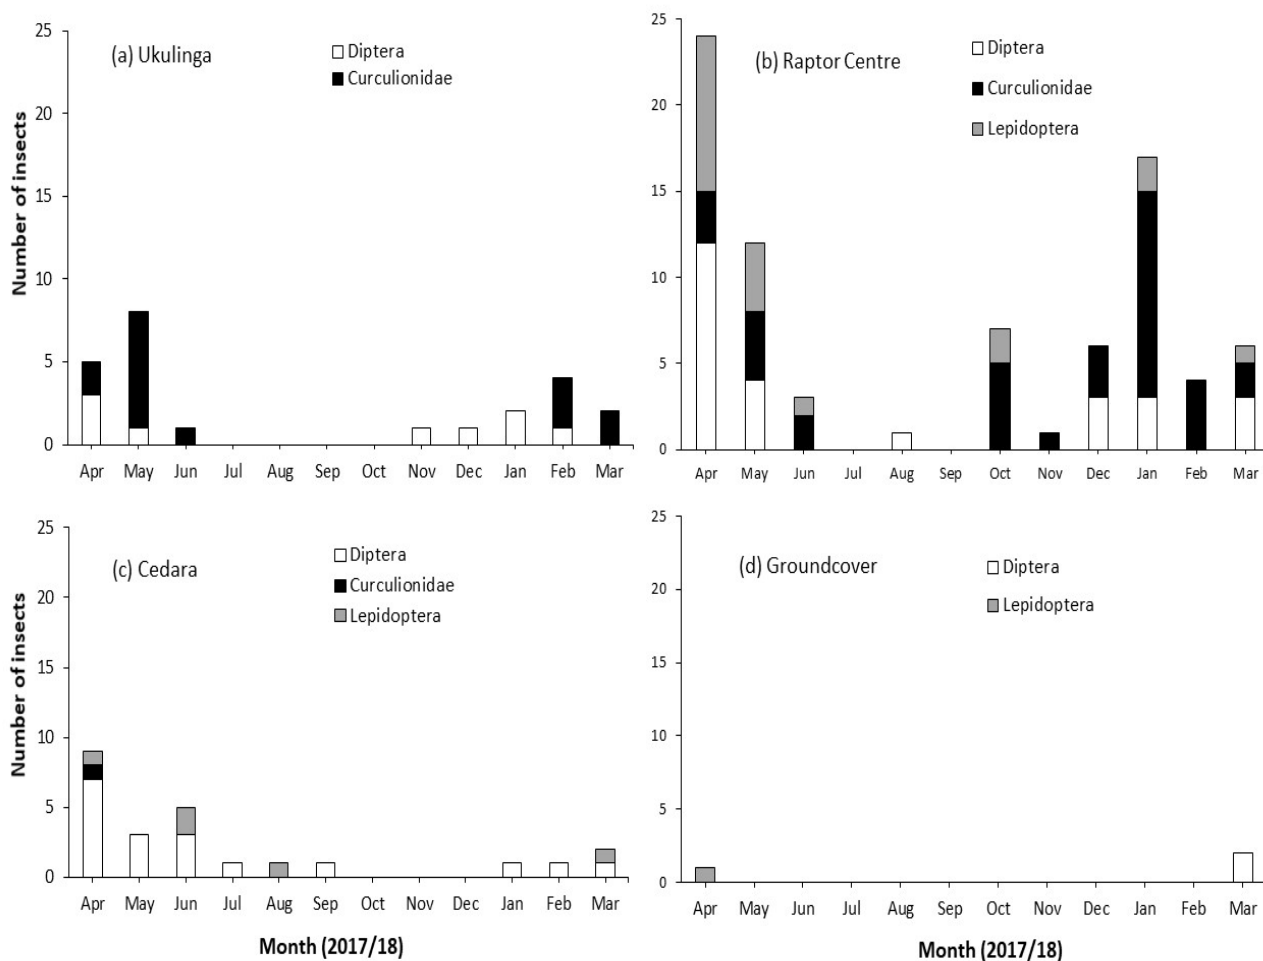 (a) Ukulinga
Diptera
Curculionidae
Number of insects
25
20
15
10
5
0
Apr May Jun Jul Aug Sep Oct Nov Dec Jan Feb Mar
(b) Raptor Centre
Diptera
Curculionidae
Lepidoptera
25
20
15
10
5
0
Apr May Jun Jul Aug Sep Oct Nov Dec Jan Feb Mar
(c) Cedara
Diptera
Curculionidae
Lepidoptera
Number of insects
25
20
15
10
5
0
Apr May Jun Jul Aug Sep Oct Nov Dec Jan Feb Mar
Month (2017/18)
(d) Groundcover
Diptera
Lepidoptera
25
20
15
10
5
0
Apr May Jun Jul Aug Sep Oct Nov Dec Jan Feb Mar
Month (2017/18)